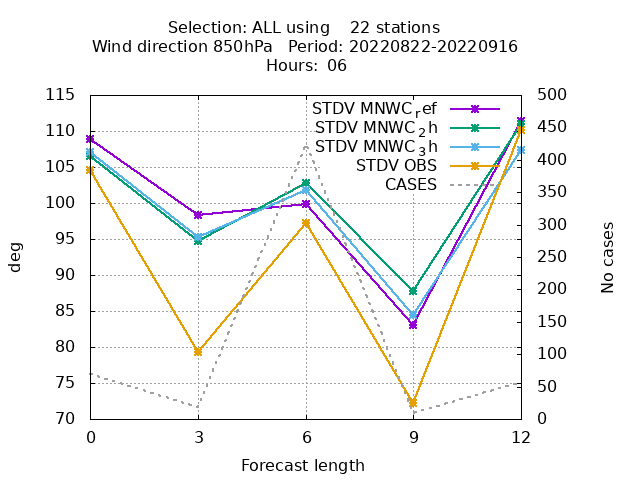 Selection: ALL using    22 stations
Wind direction 850hPa   Period: 20220822-20220916
Hours:  06
STDV MNWC_ref
STDV MNWC_2h
STDV MNWC_3h
STDV OBS
CASES
115
110
105
100
95
90
85
80
75
70
deg
500
450
400
350
300
250
200
150
100
50
0
No cases
0 3 6 9 12
Forecast length